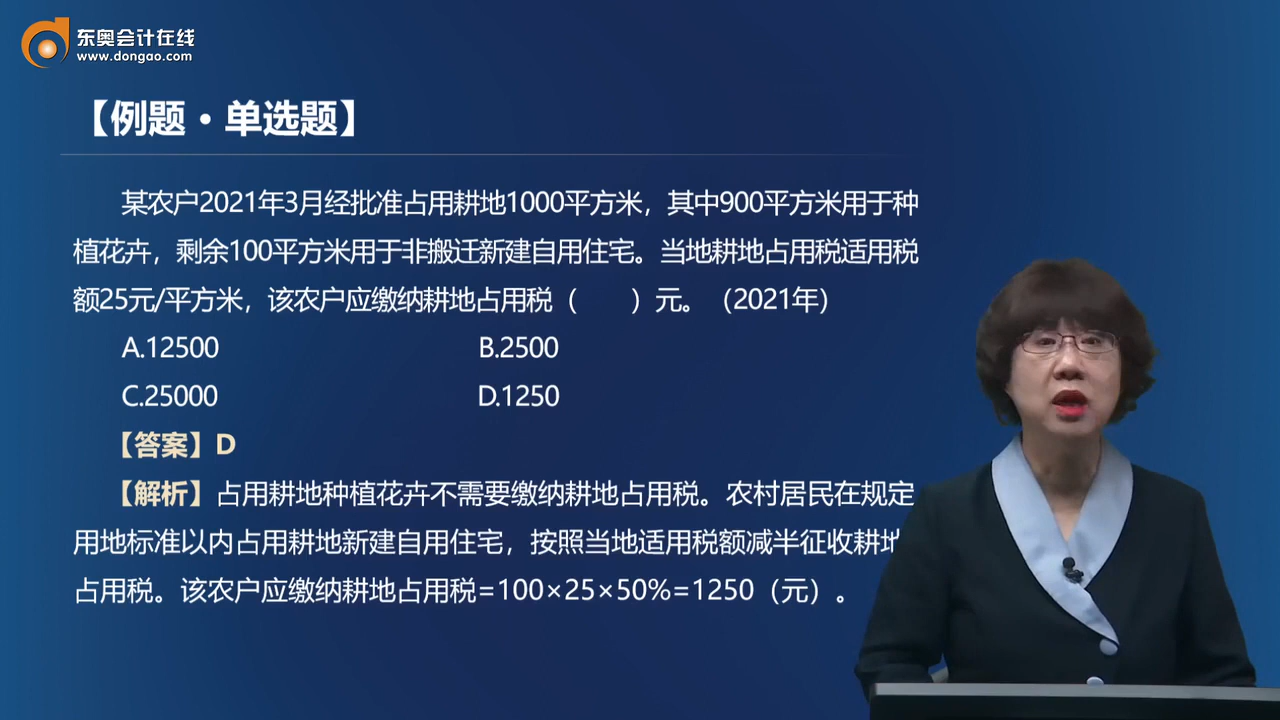 东奥会计在线
www.dongao.com
【例题·单选题】
某农户2021年3月经批准占用耕地1000平方米，其中900平方米用于种
植花卉，剩余100平方米用于非搬迁新建自用住宅。当地耕地占用税适用税
额25元/平方米，该农户应缴纳耕地占用税（　　）元。（2021年）
A.12500 B.2500
C.25000 D.1250
【答案】D
【解析】占用耕地种植花卉不需要缴纳耕地占用税。农村居民在规定
用地标准以内占用耕地新建自用住宅，按照当地适用税额减半征收耕地
占用税。该农户应缴纳耕地占用税=100×25×50%=1250（元）。